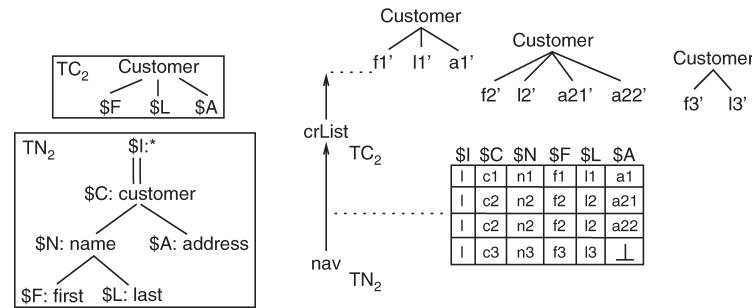 TC2 Customer
$F $L $A
TN2 $I:*
$C: customer
$N: name $A: address
$F: first $L: last
crList
TC2
nav
TN2
Customer
f1' l1' a1'
Customer
f2' l2' a21' a22'
Customer
f3' l3'
$I $C $N $F $L $A
l c1 n1 f1 l1 a1
l c2 n2 f2 l2 a21
l c2 n2 f2 l2 a22
l c3 n3 f3 l3 ⊥